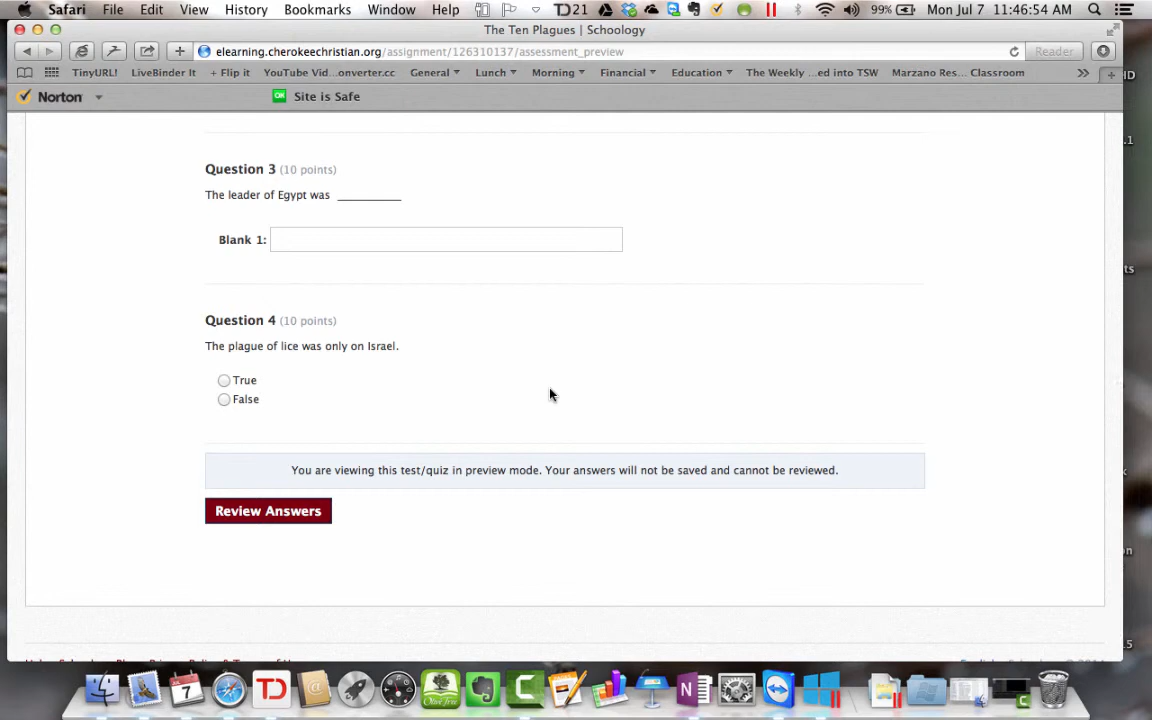 Safari File Edit View History Bookmarks Window Help 21 99% Mon Jul 7 11:46:54 AM
The Ten Plagues | Schoology
elearning.cherokeechristian.org/assignment/126310137/assessment_preview Reader
TinyURL! LiveBinder It + Flip it YouTube Vid...onverter.cc General Lunch Morning Financial Education The Weekly ...ed into TSW Marzano Res... Classroom
Norton OK Site is Safe
Question 3 (10 points)
The leader of Egypt was ___________
Blank 1:
Question 4 (10 points)
The plague of lice was only on Israel.
True
False
You are viewing this test/quiz in preview mode. Your answers will not be saved and cannot be reviewed.
Review Answers